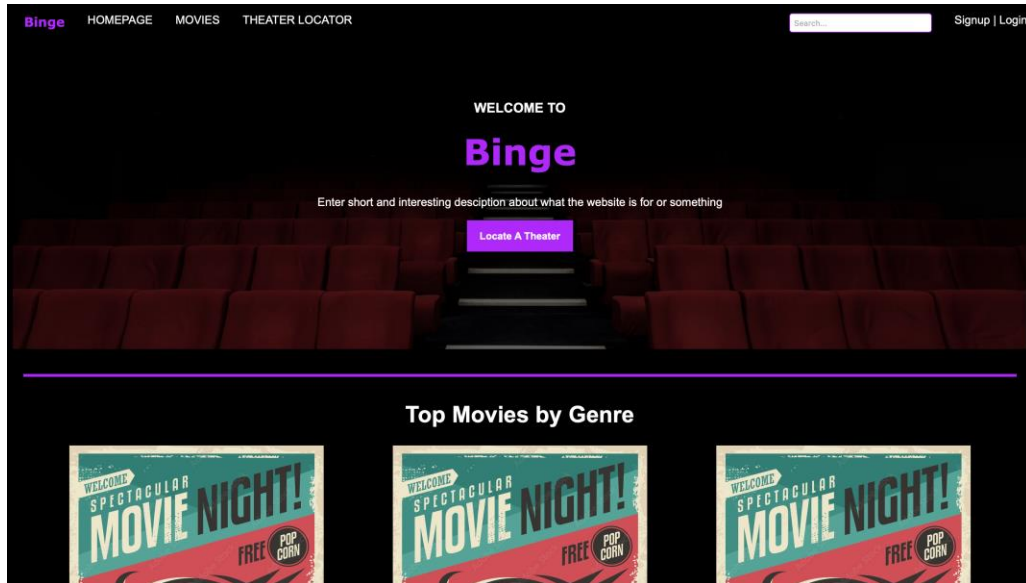 Binge HOMEPAGE MOVIES THEATER LOCATOR Search... Signup | Login
WELCOME TO
Binge
Enter short and interesting desciption about what the website is for or something
Locate A Theater
Top Movies by Genre
WELCOME
SPECTACULAR
MOVIE NIGHT!
FREE POP CORN
WELCOME
SPECTACULAR
MOVIE NIGHT!
FREE POP CORN
WELCOME
SPECTACULAR
MOVIE NIGHT!
FREE POP CORN